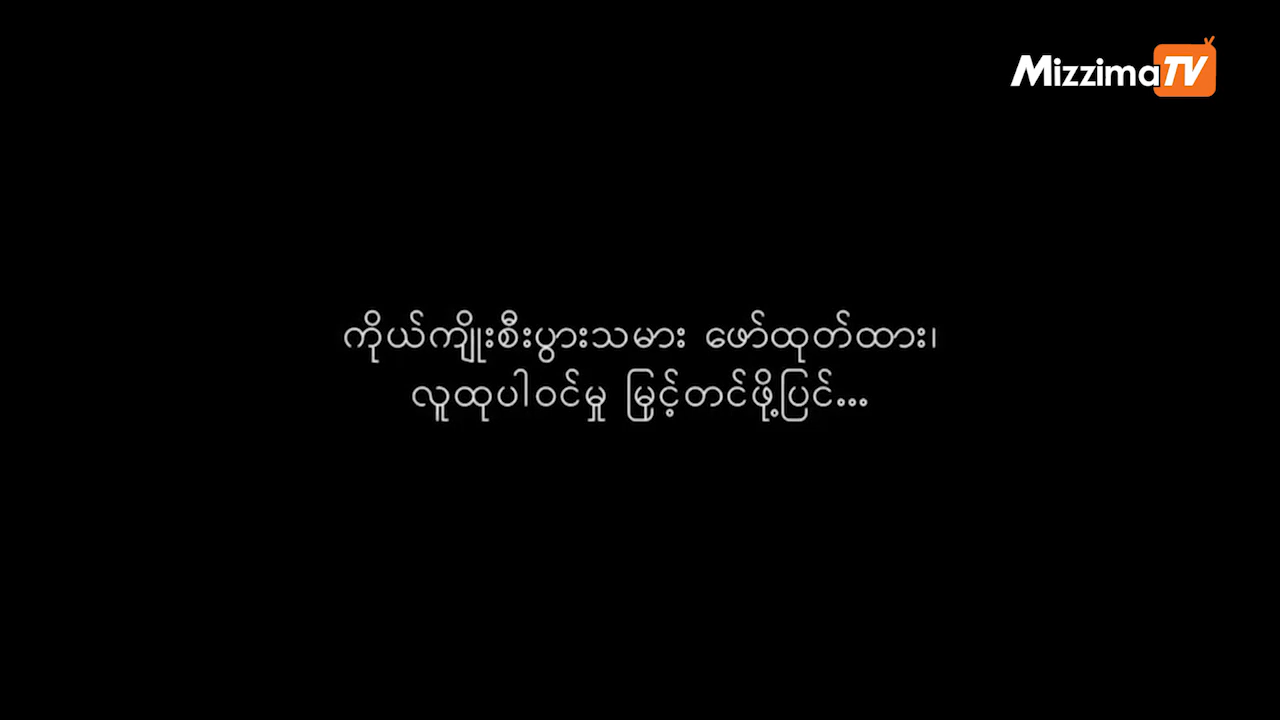 MizzimaTV
ကိုယ်ကျိုးစီးပွားသမား ဖော်ထုတ်ထား၊
လူထုပါဝင်မှု မြှင့်တင်ဖို့ပြင်...